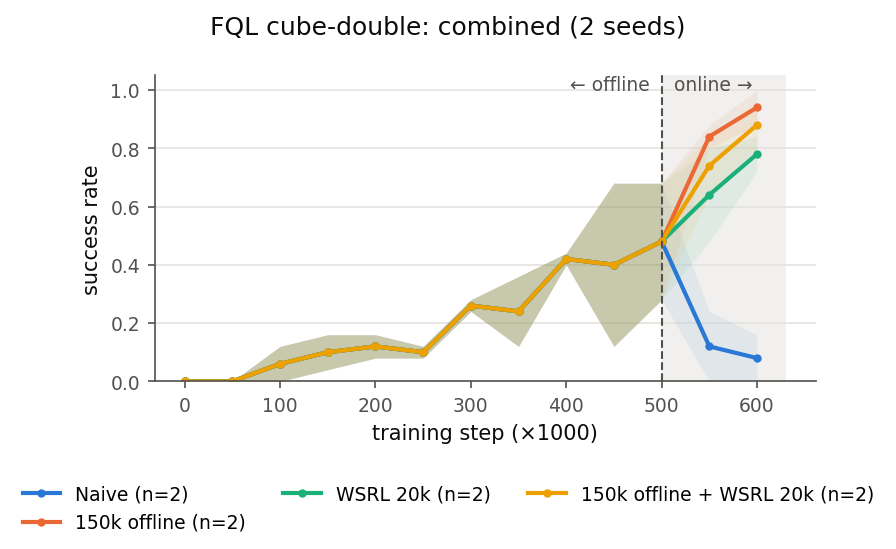 FQL cube-double: combined (2 seeds)
← offline
online →
success rate
1.0
0.8
0.6
0.4
0.2
0.0
0 100 200 300 400 500 600
training step (×1000)
Naive (n=2) WSRL 20k (n=2) 150k offline + WSRL 20k (n=2)
150k offline (n=2)